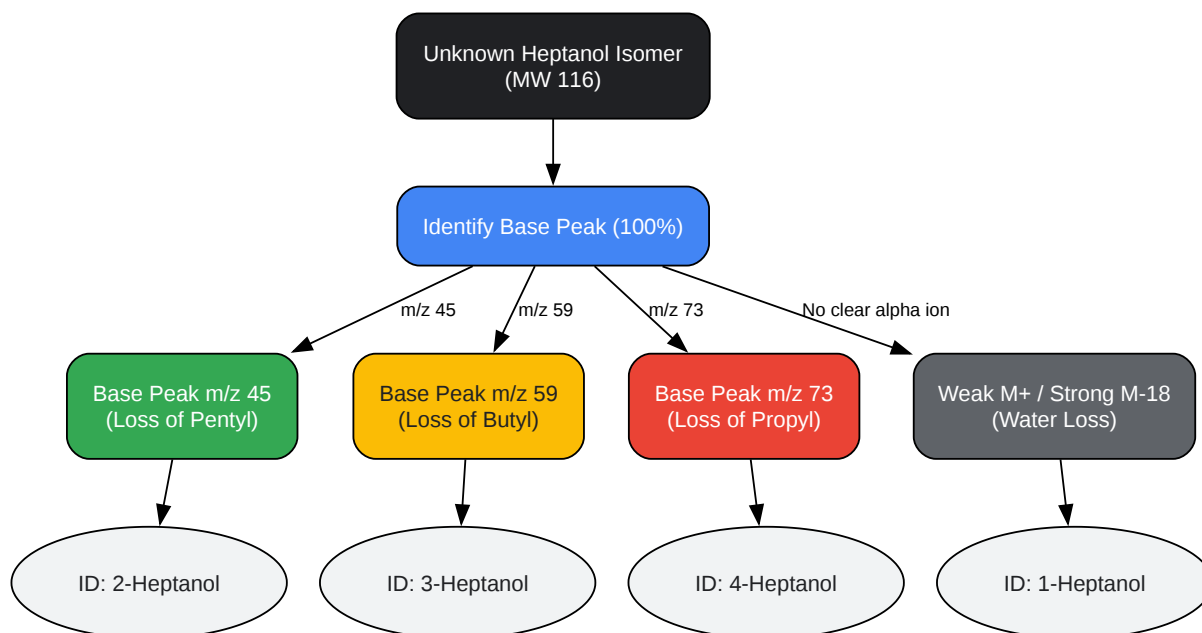 Unknown Heptanol Isomer
(MW 116)
Identify Base Peak (100%)
m/z 45
m/z 59
m/z 73
No clear alpha ion
Base Peak m/z 45
(Loss of Pentyl)
Base Peak m/z 59
(Loss of Butyl)
Base Peak m/z 73
(Loss of Propyl)
Weak M+ / Strong M-18
(Water Loss)
ID: 2-Heptanol
ID: 3-Heptanol
ID: 4-Heptanol
ID: 1-Heptanol